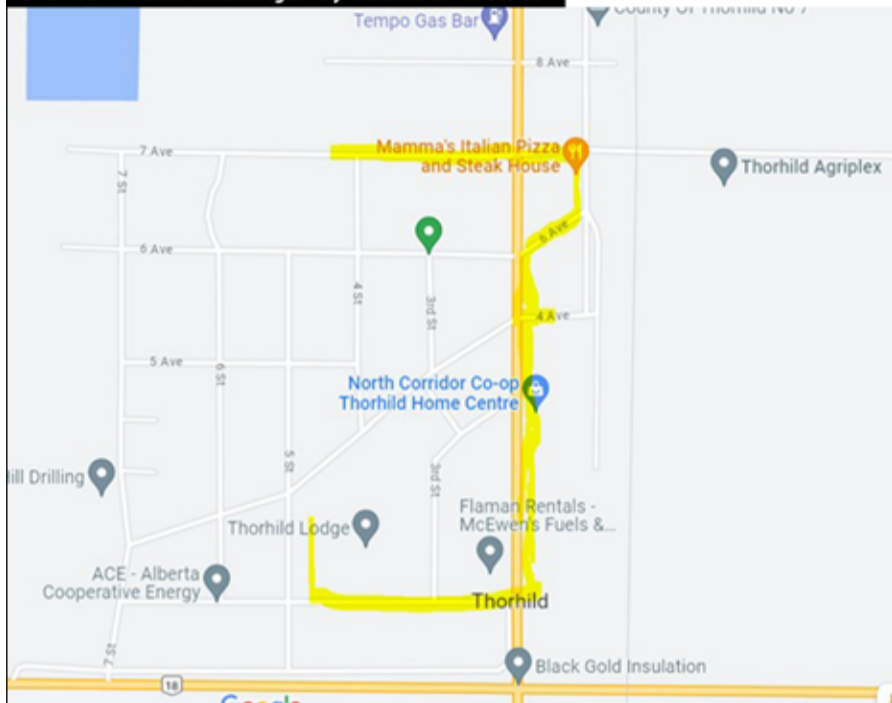 Tempo Gas Bar
County Of Thorhild No 7
8 Ave
7 Ave
Mamma's Italian Pizza
and Steak House
Thorhild Agriplex
7 St
6 Ave
6 Ave
4 St
3rd St
4 Ave
5 Ave
6 St
North Corridor Co-op
Thorhild Home Centre
5 St
3rd St
ill Drilling
Flaman Rentals -
McEwen's Fuels &...
Thorhild Lodge
ACE - Alberta
Cooperative Energy
Thorhild
7 St
Black Gold Insulation
18
Google